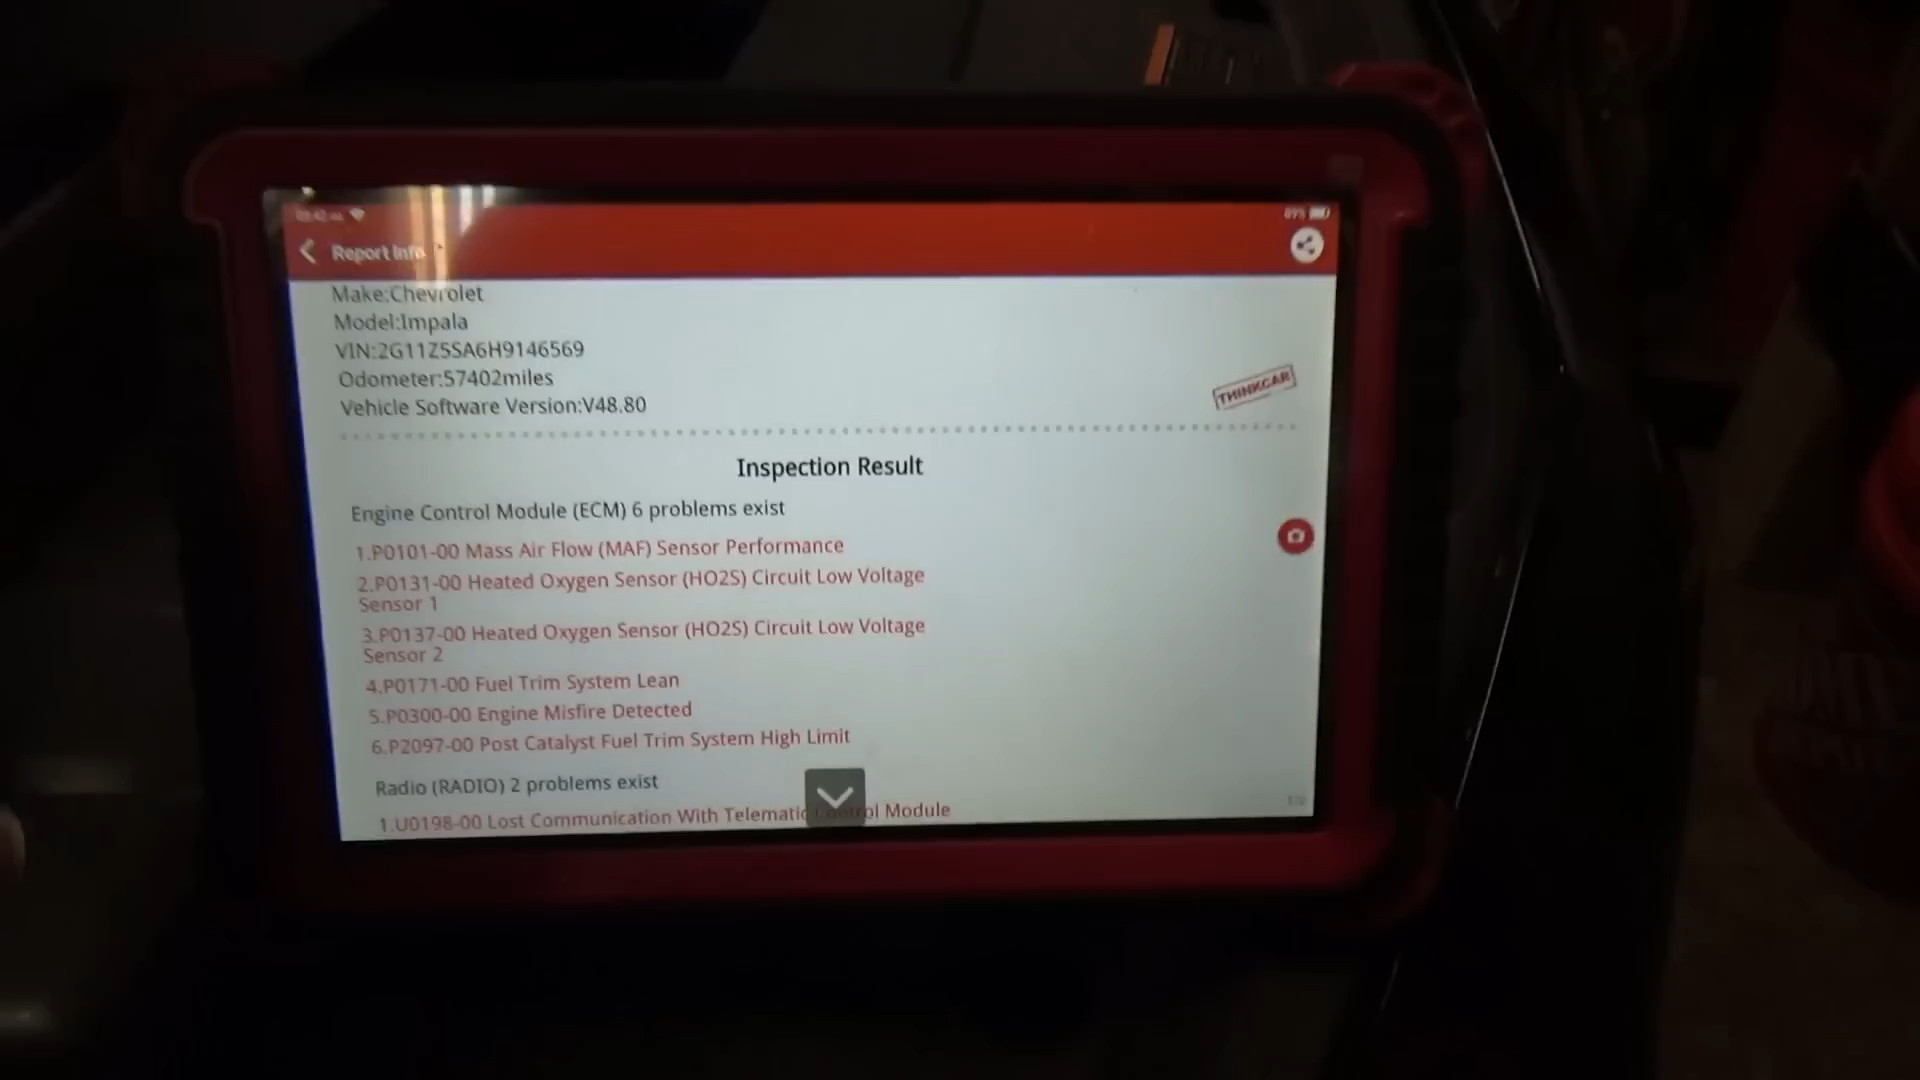 Report Info
89%
Make:Chevrolet
Model:Impala
VIN:2G11Z5SA6H9146569
Odometer:57402miles
Vehicle Software Version:V48.80
THINKCAR
Inspection Result
Engine Control Module (ECM) 6 problems exist
1.P0101-00 Mass Air Flow (MAF) Sensor Performance
2.P0131-00 Heated Oxygen Sensor (HO2S) Circuit Low Voltage
Sensor 1
3.P0137-00 Heated Oxygen Sensor (HO2S) Circuit Low Voltage
Sensor 2
4.P0171-00 Fuel Trim System Lean
5.P0300-00 Engine Misfire Detected
6.P2097-00 Post Catalyst Fuel Trim System High Limit
Radio (RADIO) 2 problems exist
1.U0198-00 Lost Communication With Telematic Control Module